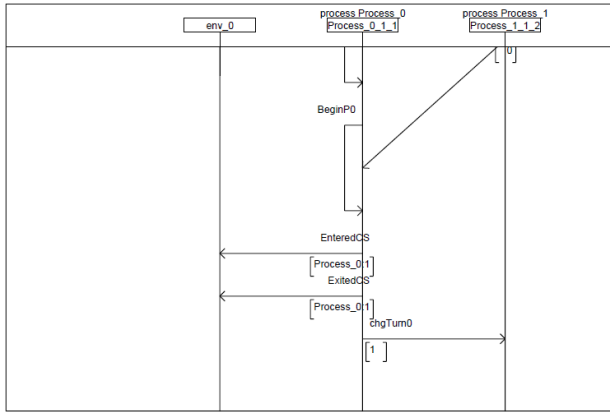 process Process_0
process Process_1
env_0
Process_0_1_1
Process_1_1_2
0
BeginP0
EnteredCS
Process_0:1
ExitedCS
Process_0:1
chgTurn0
1